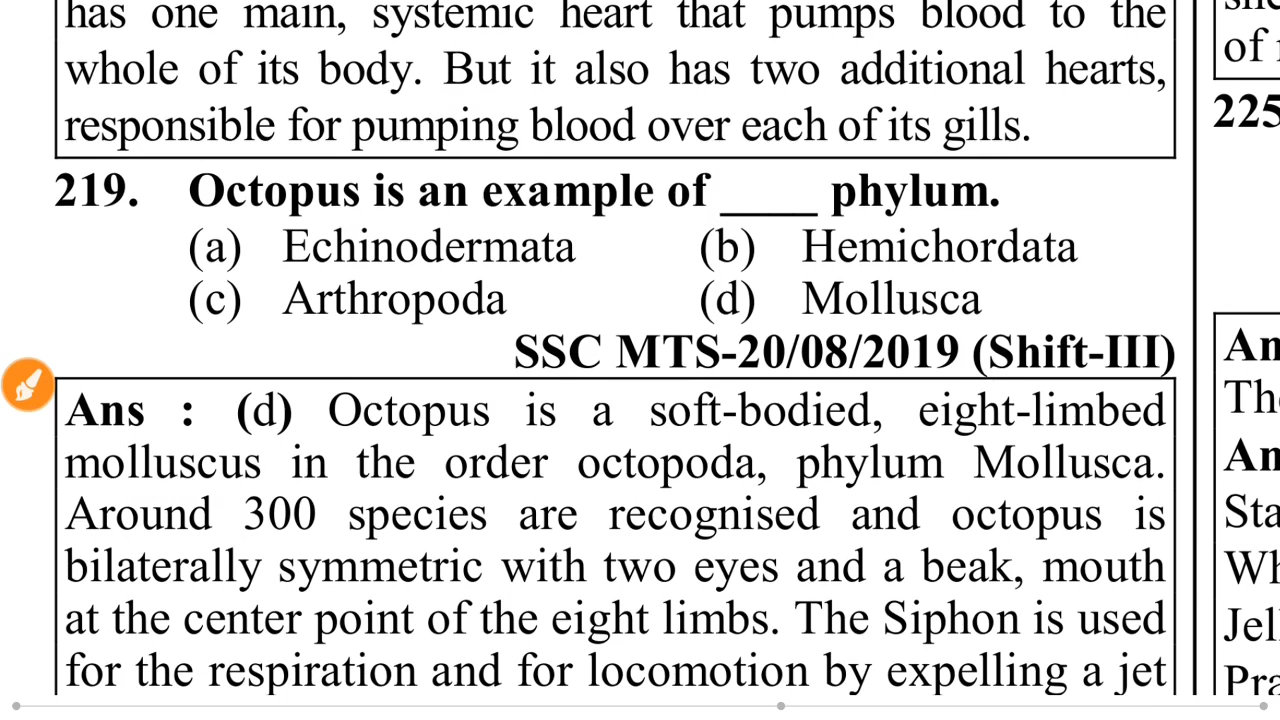 has one main, systemic heart that pumps blood to the
whole of its body. But it also has two additional hearts,
responsible for pumping blood over each of its gills.
219. Octopus is an example of ____ phylum.
(a) Echinodermata (b) Hemichordata
(c) Arthropoda (d) Mollusca
SSC MTS-20/08/2019 (Shift-III)
Ans : (d) Octopus is a soft-bodied, eight-limbed
molluscus in the order octopoda, phylum Mollusca.
Around 300 species are recognised and octopus is
bilaterally symmetric with two eyes and a beak, mouth
at the center point of the eight limbs. The Siphon is used
for the respiration and for locomotion by expelling a jet
of
225
An
Th
An
Sta
Wh
Jel
Pra